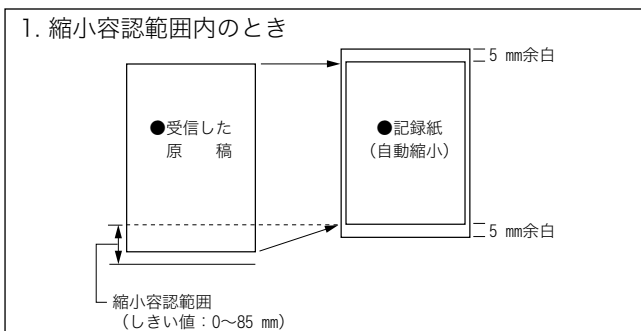 1. 縮小容認範囲内のとき
5 mm余白
●受信した
原　稿
●記録紙
（自動縮小）
5 mm余白
縮小容認範囲
（しきい値：0〜85 mm）